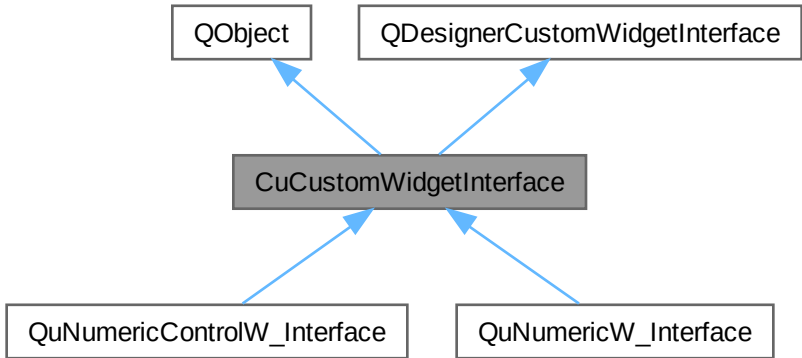 QObject
QDesignerCustomWidgetInterface
CuCustomWidgetInterface
QuNumericControlW_Interface
QuNumericW_Interface